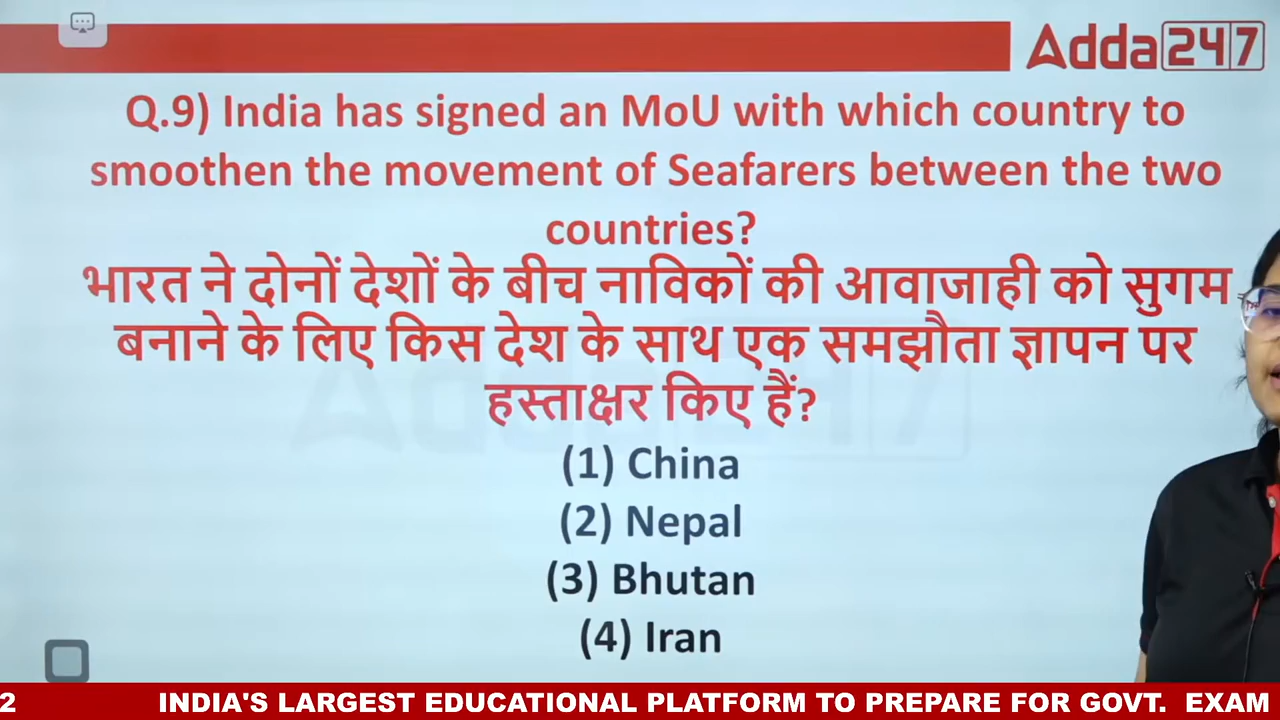 Adda247
Q.9) India has signed an MoU with which country to
smoothen the movement of Seafarers between the two
countries?
भारत ने दोनों देशों के बीच नाविकों की आवाजाही को सुगम
बनाने के लिए किस देश के साथ एक समझौता ज्ञापन पर
हस्ताक्षर किए हैं?
(1) China
(2) Nepal
(3) Bhutan
(4) Iran
2 INDIA'S LARGEST EDUCATIONAL PLATFORM TO PREPARE FOR GOVT. EXAM